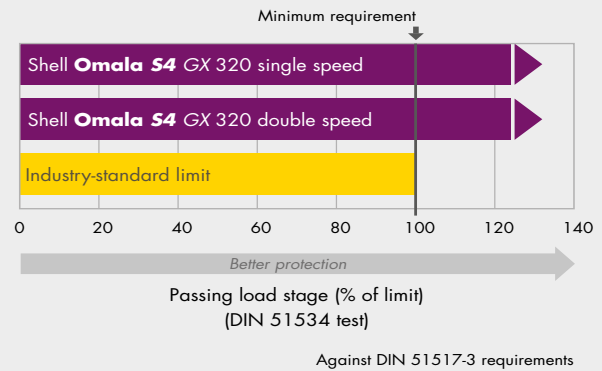 Minimum requirement
Shell Omala S4 GX 320 single speed
Shell Omala S4 GX 320 double speed
Industry-standard limit
0 20 40 60 80 100 120 140
Better protection
Passing load stage (% of limit)
(DIN 51534 test)
Against DIN 51517-3 requirements